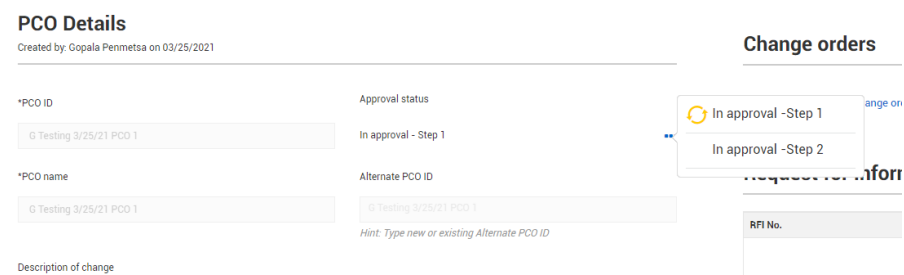 PCO Details
Created by: Gopala Penmetsa on 03/25/2021
*PCO ID
G Testing 3/25/21 PCO 1
Approval status
In approval - Step 1
*PCO name
G Testing 3/25/21 PCO 1
Alternate PCO ID
G Testing 3/25/21 PCO 1
Hint: Type new or existing Alternate PCO ID
Description of change
In approval -Step 1
In approval -Step 2
Change orders
RFI No.